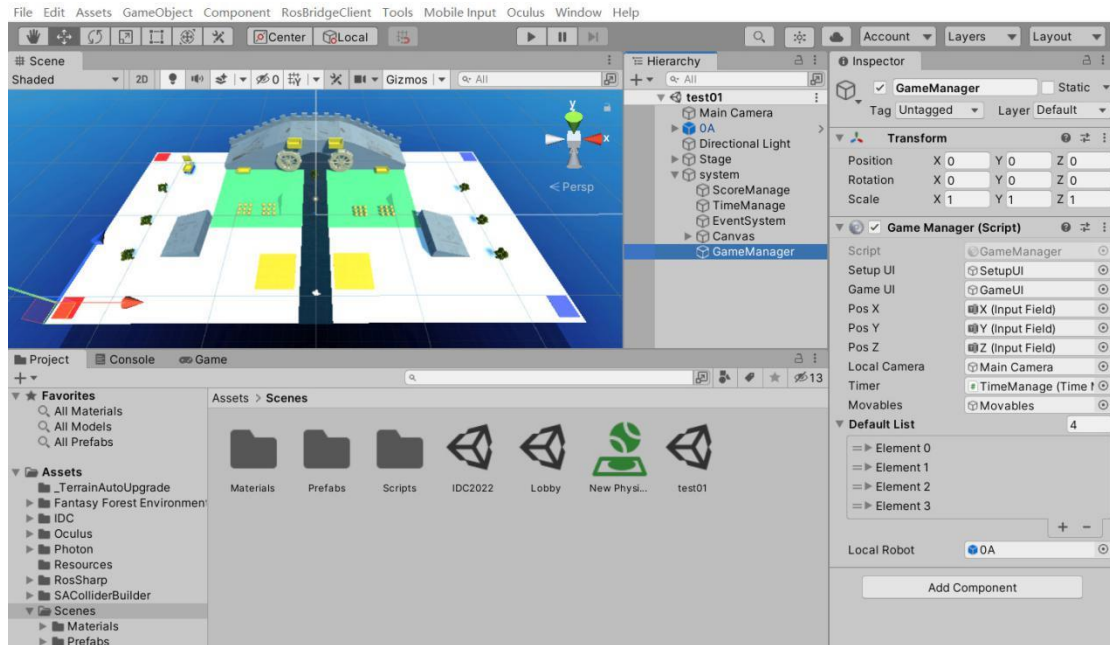 File Edit Assets GameObject Component RosBridgeClient Tools Mobile Input Oculus Window Help
Center Local Account Layers Layout
Scene
Shaded 2D 0 Gizmos All
y
x
Persp
Hierarchy
All
test01
Main Camera
0A
Directional Light
Stage
system
ScoreManage
TimeManage
EventSystem
Canvas
GameManager
Inspector
GameManager Static
Tag Untagged Layer Default
Transform
Position X 0 Y 0 Z 0
Rotation X 0 Y 0 Z 0
Scale X 1 Y 1 Z 1
Game Manager (Script)
Script GameManager
Setup UI SetupUI
Game UI GameUI
Pos X X (Input Field)
Pos Y Y (Input Field)
Pos Z Z (Input Field)
Local Camera Main Camera
Timer TimeManage (Time
Movables Movables
Default List 4
Element 0
Element 1
Element 2
Element 3
+ -
Local Robot 0A
Add Component
Project Console Game
13
Favorites
All Materials
All Models
All Prefabs
Assets
_TerrainAutoUpgrade
Fantasy Forest Environment
IDC
Oculus
Photon
Resources
RosSharp
SAColliderBuilder
Scenes
Materials
Prefabs
Assets > Scenes
Materials Prefabs Scripts IDC2022 Lobby New Physi... test01